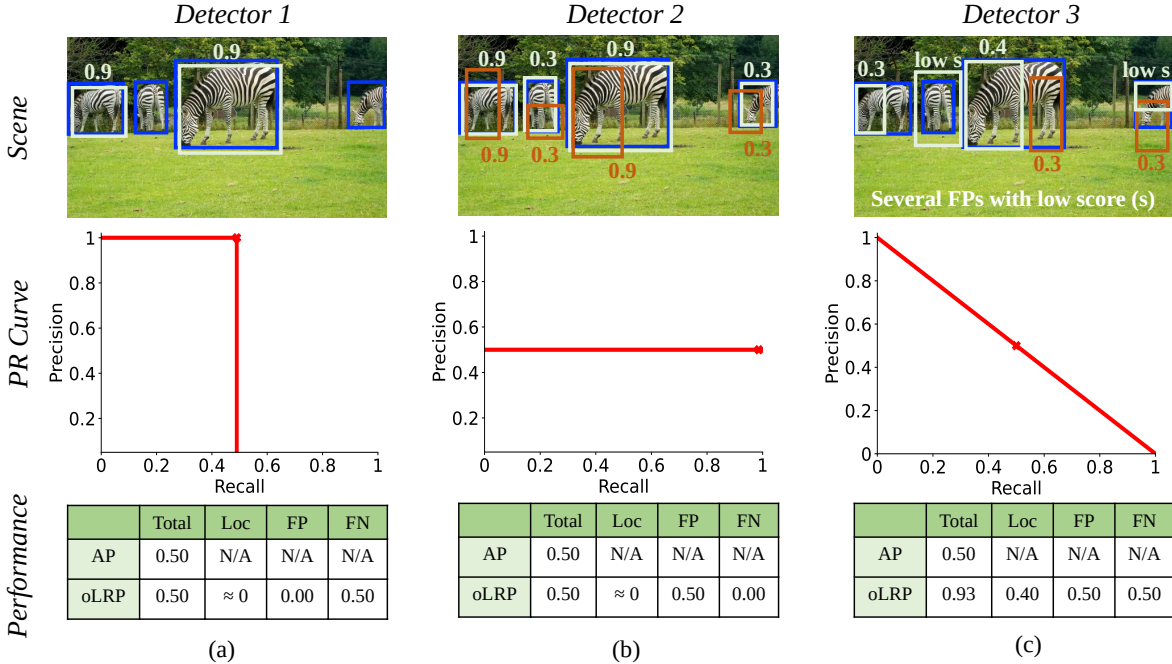 Detector 1
Detector 2
Detector 3
Scene
0.9
0.9
0.9
0.3
0.9
0.3
0.9
0.3
0.9
0.3
0.3
low s
0.4
low s
0.3
0.3
Several FPs with low score (s)
PR Curve
Precision
1
0.8
0.6
0.4
0.2
0 0.2 0.4 0.6 0.8 1
Recall
Precision
1
0.8
0.6
0.4
0.2
0 0.2 0.4 0.6 0.8 1
Recall
Precision
1
0.8
0.6
0.4
0.2
0
0 0.2 0.4 0.6 0.8 1
Recall
Performance
Total Loc FP FN
AP 0.50 N/A N/A N/A
oLRP 0.50 ≈ 0 0.00 0.50
(a)
Total Loc FP FN
AP 0.50 N/A N/A N/A
oLRP 0.50 ≈ 0 0.50 0.00
(b)
Total Loc FP FN
AP 0.50 N/A N/A N/A
oLRP 0.93 0.40 0.50 0.50
(c)